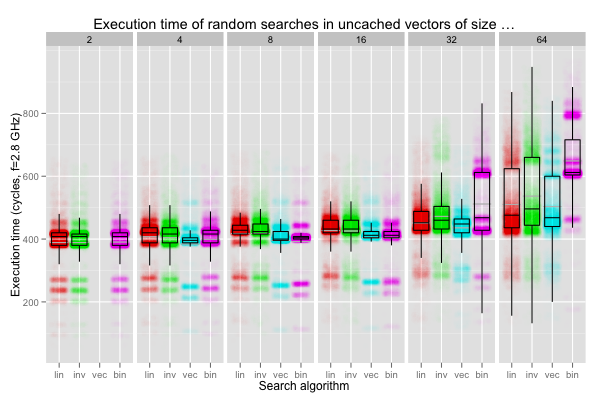 Execution time of random searches in uncached vectors of size …
2 4 8 16 32 64
Execution time (cycles, f=2.8 GHz)
800
600
400
200
lin inv vec bin lin inv vec bin lin inv vec bin lin inv vec bin lin inv vec bin lin inv vec bin
Search algorithm